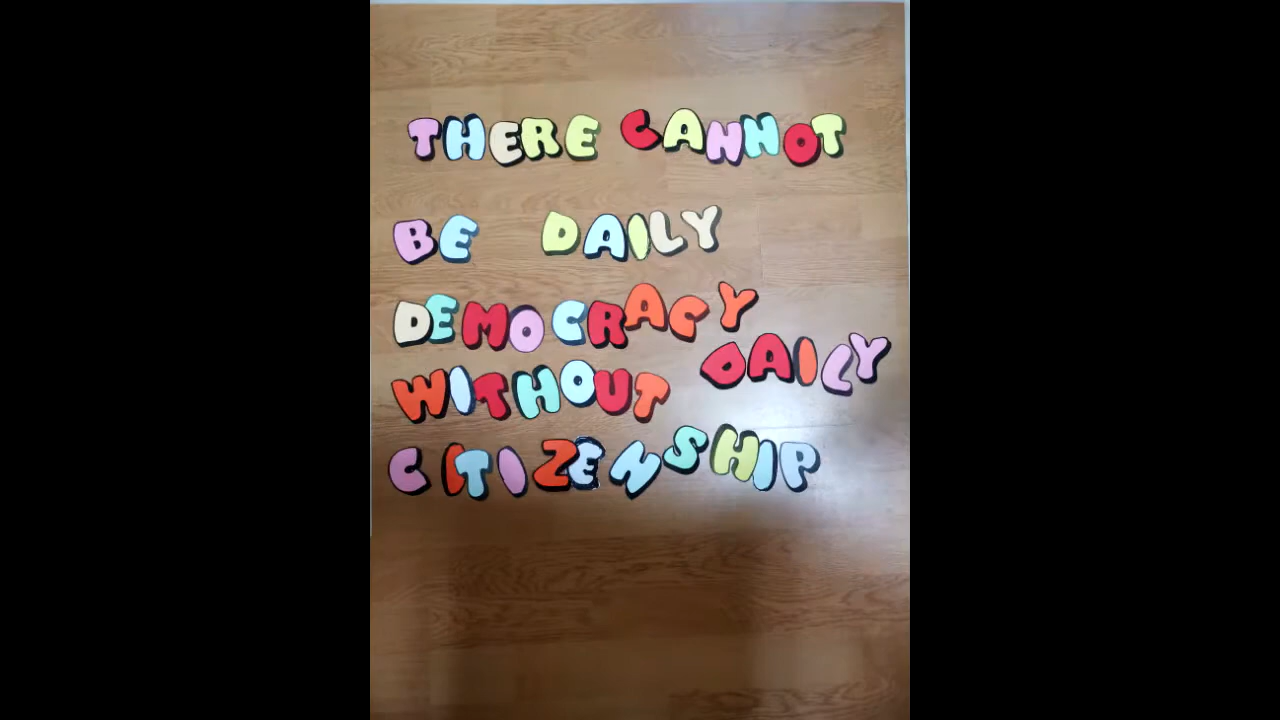 THERE CANNOT
BE DAILY
DEMOCRACY
WITHOUT DAILY
CITIZENSHIP